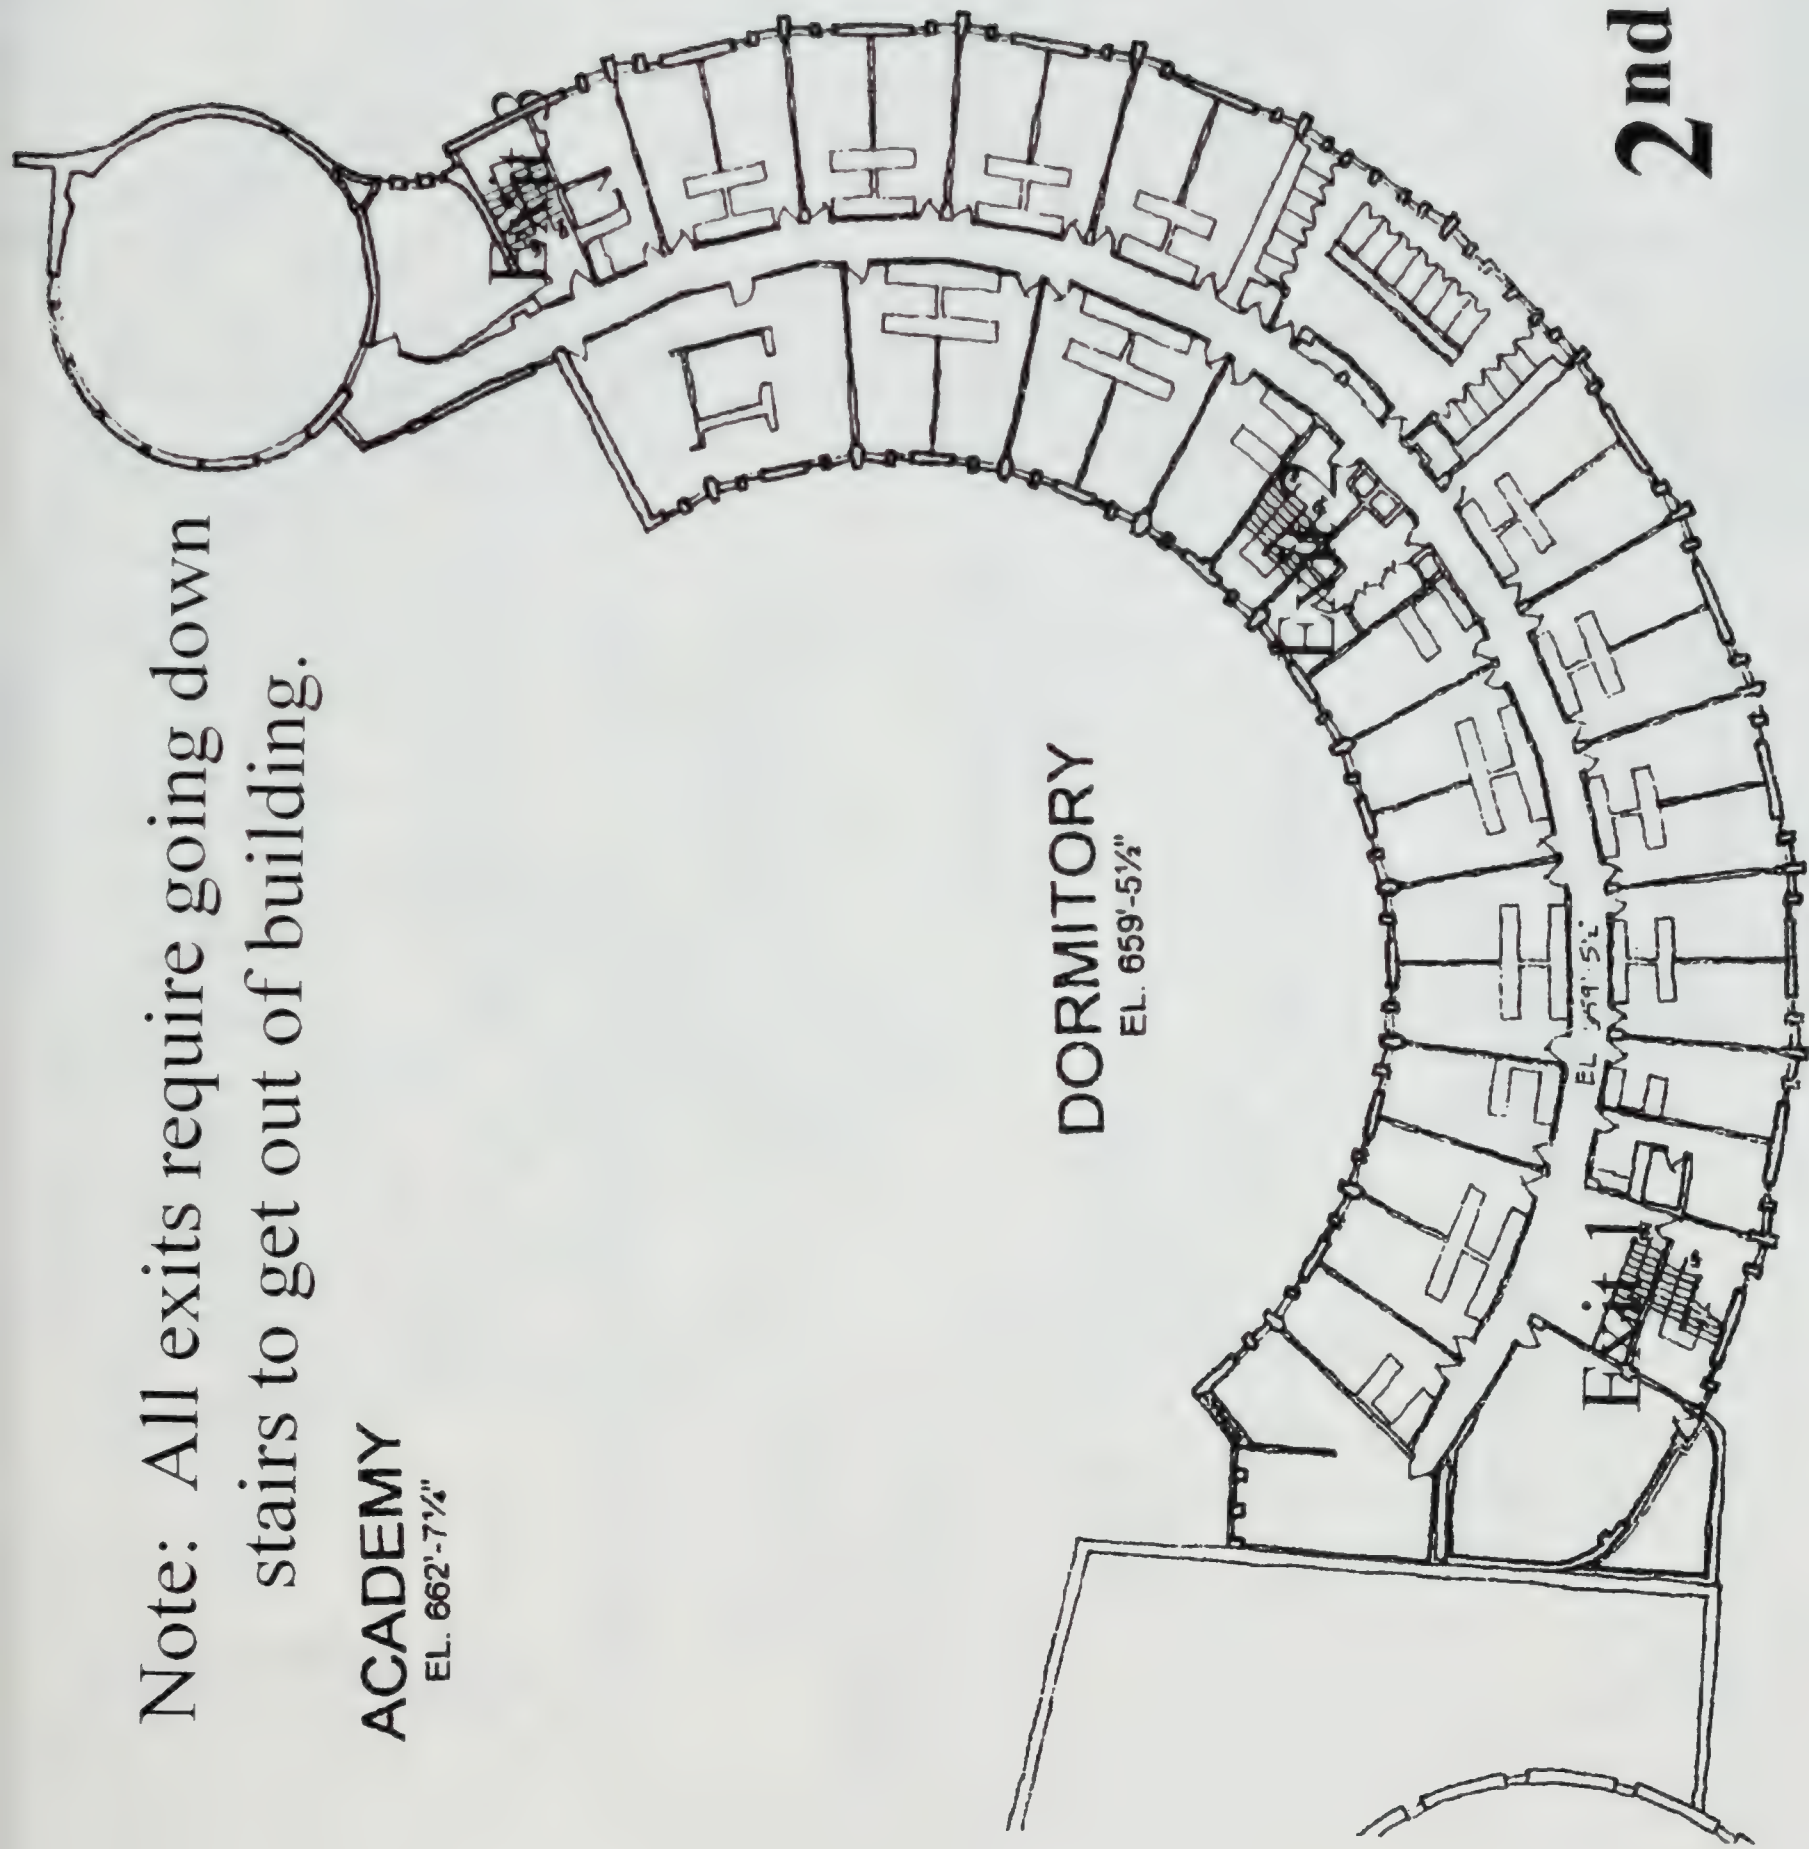 Note: All exits require going down
stairs to get out of building.
ACADEMY
EL. 662'-7¼"
DORMITORY
EL. 659'-5½"
Exit 1
2nd